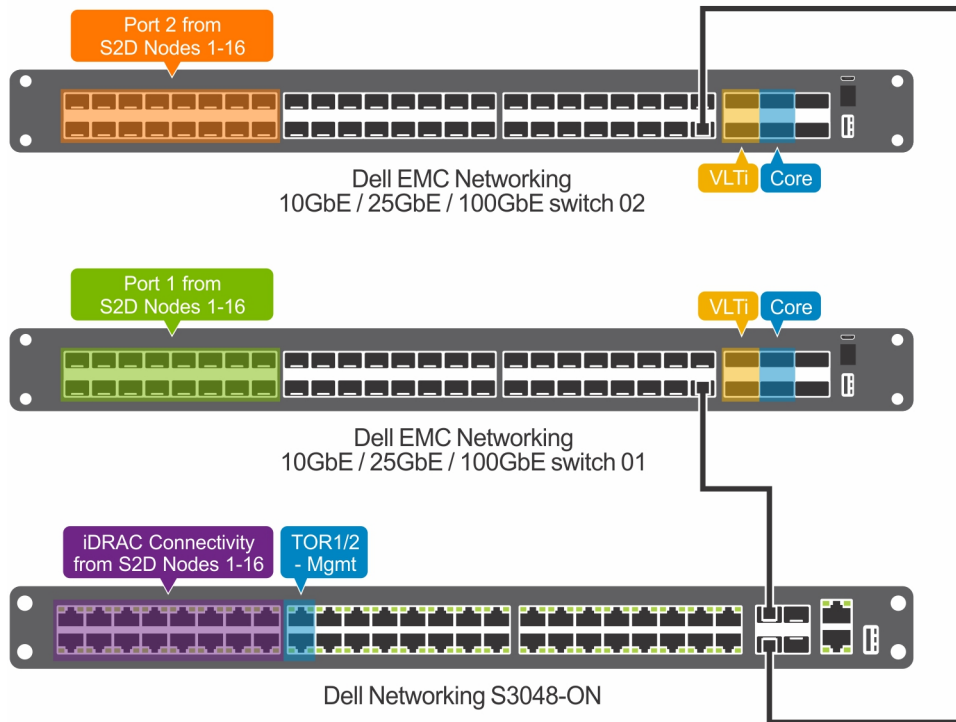 Port 2 from
S2D Nodes 1-16
VLTi
Core
Dell EMC Networking
10GbE / 25GbE / 100GbE switch 02
Port 1 from
S2D Nodes 1-16
VLTi
Core
Dell EMC Networking
10GbE / 25GbE / 100GbE switch 01
iDRAC Connectivity
from S2D Nodes 1-16
TOR1/2
- Mgmt
Dell Networking S3048-ON